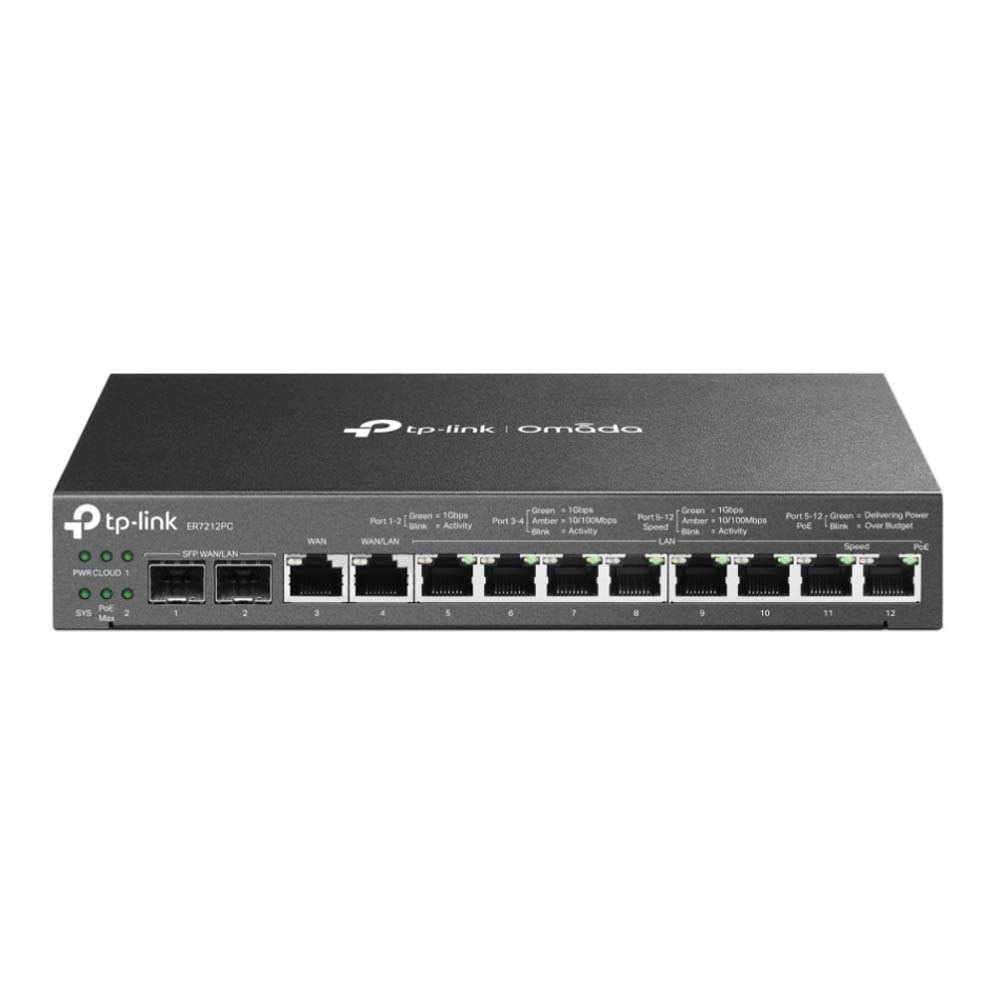 tp-link | omāda
tp-link ER7212PC
Port 1-2 Green = 1Gbps Blink = Activity
Port 3-4 Green = 1Gbps Amber = 10/100Mbps Blink = Activity
Port 5-12 Speed Green = 1Gbps Amber = 10/100Mbps Blink = Activity
Port 5-12 PoE Green = Delivering Power Blink = Over Budget
SFP WAN/LAN WAN WAN/LAN LAN Speed PoE
PWR CLOUD 1
SYS PoE Max 2
1 2 3 4 5 6 7 8 9 10 11 12